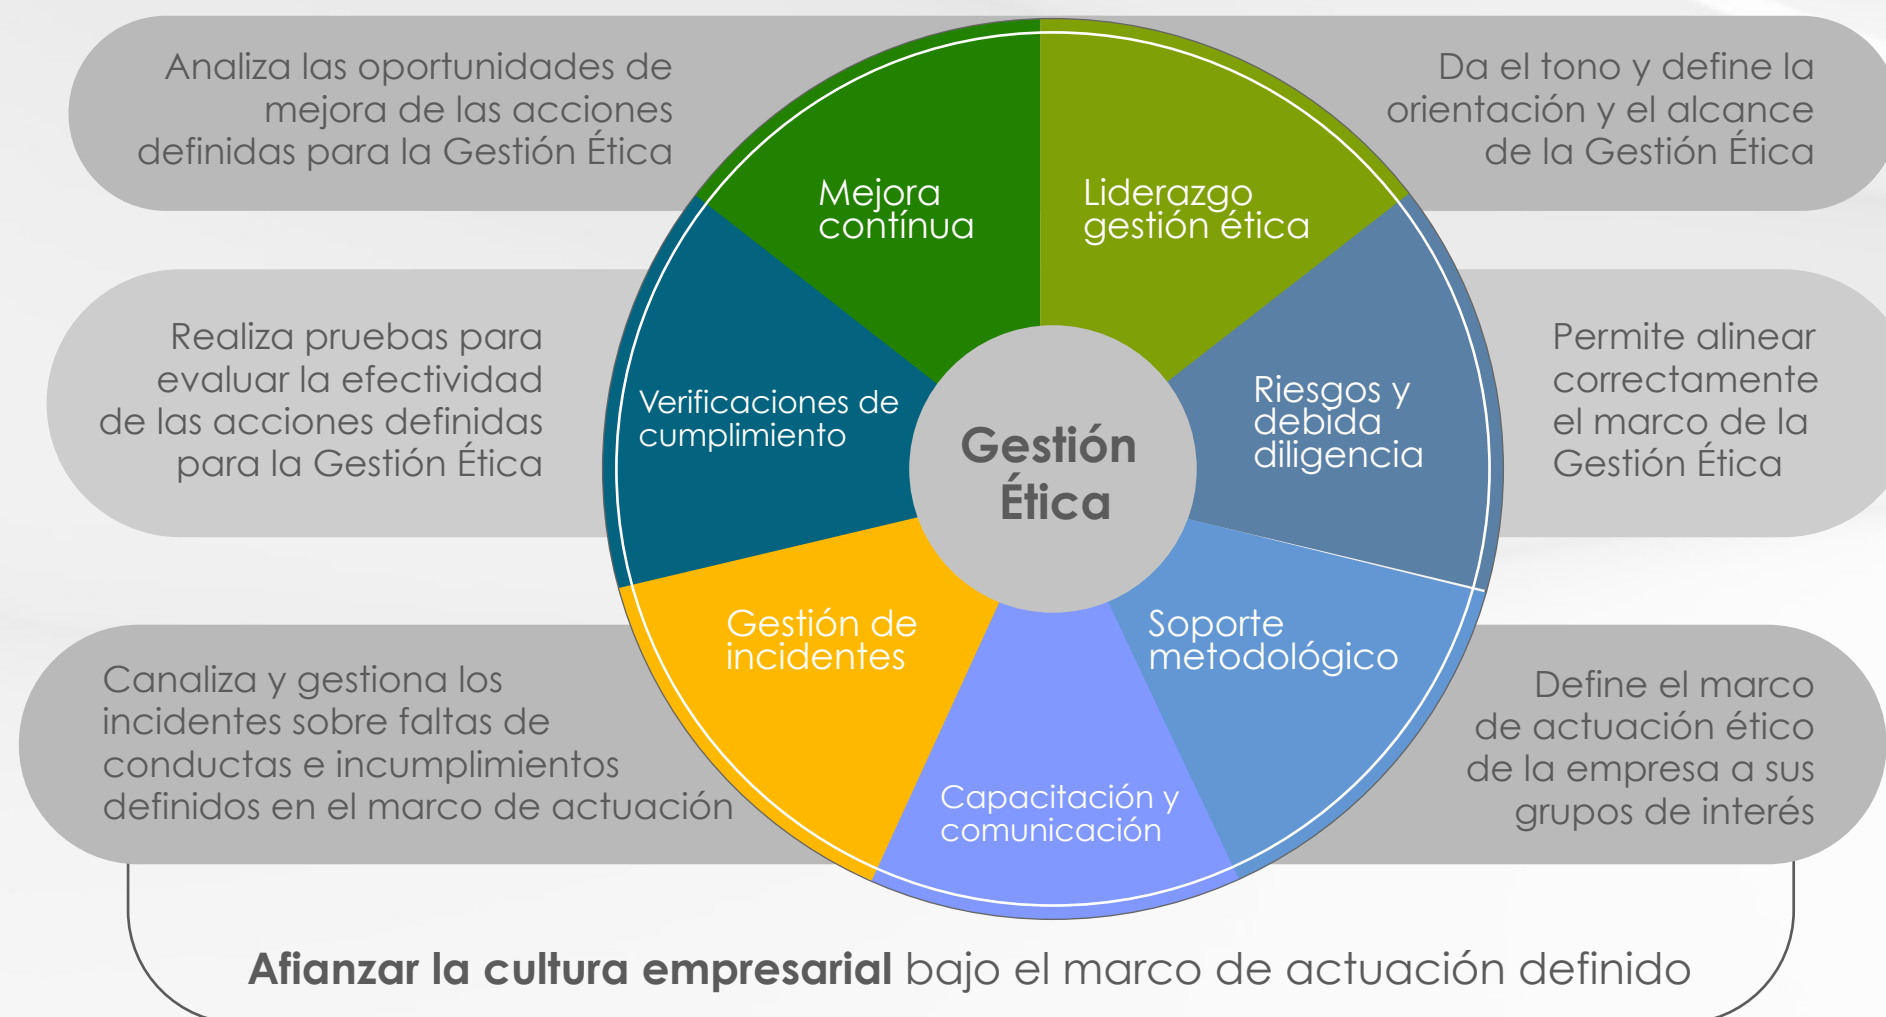 Analiza las oportunidades de
mejora de las acciones
definidas para la Gestión Ética
Mejora
contínua
Liderazgo
gestión ética
Da el tono y define la
orientación y el alcance
de la Gestión Ética
Realiza pruebas para
evaluar la efectividad
de las acciones definidas
para la Gestión Ética
Verificaciones de
cumplimiento
Gestión
Ética
Riesgos y
debida
diligencia
Permite alinear
correctamente
el marco de la
Gestión Ética
Canaliza y gestiona los
incidentes sobre faltas de
conductas e incumplimientos
definidos en el marco de actuación
Gestión de
incidentes
Capacitación y
comunicación
Soporte
metodológico
Define el marco
de actuación ético
de la empresa a sus
grupos de interés
Afianzar la cultura empresarial bajo el marco de actuación definido